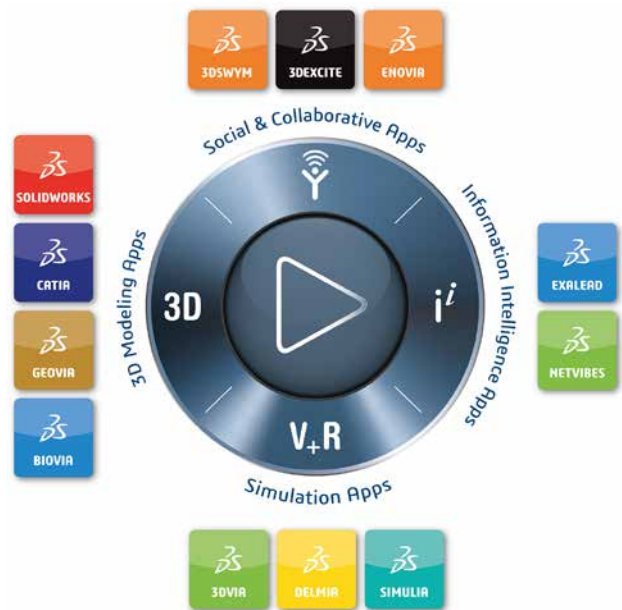 3DSWYM
3DEXCITE
ENOVIA
Social & Collaborative Apps
SOLIDWORKS
CATIA
GEOVIA
BIOVIA
3D Modeling Apps
3D
i i
V+R
Information Intelligence Apps
EXALEAD
NETVIBES
Simulation Apps
3DVIA
DELMIA
SIMULIA